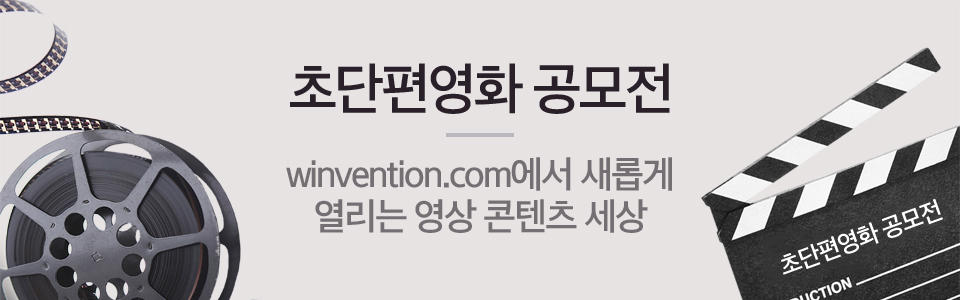 초단편영화 공모전
winvention.com에서 새롭게
열리는 영상 콘텐츠 세상
초단편영화 공모전